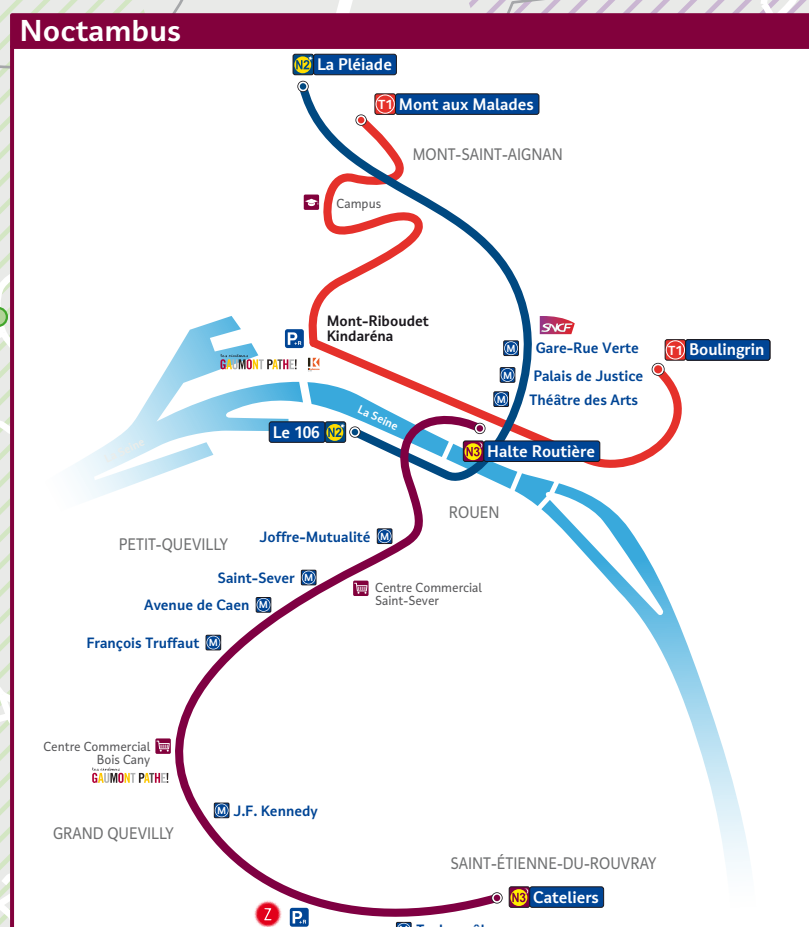 Noctambus
N2 La Pléiade
T1 Mont aux Malades
MONT-SAINT-AIGNAN
Campus
Mont-Riboudet
Kindaréna
P+R
GAUMONT PATHE!
SNCF
M Gare-Rue Verte
T1 Boulingrin
M Palais de Justice
M Théâtre des Arts
La Seine
Le 106 N2
N3 Halte Routière
ROUEN
PETIT-QUEVILLY
Joffre-Mutualité M
Saint-Sever M
Centre Commercial
Saint-Sever
Avenue de Caen M
François Truffaut M
Centre Commercial
Bois Cany
GAUMONT PATHE!
M J.F. Kennedy
GRAND QUEVILLY
SAINT-ÉTIENNE-DU-ROUVRAY
N3 Cateliers
Z P+R